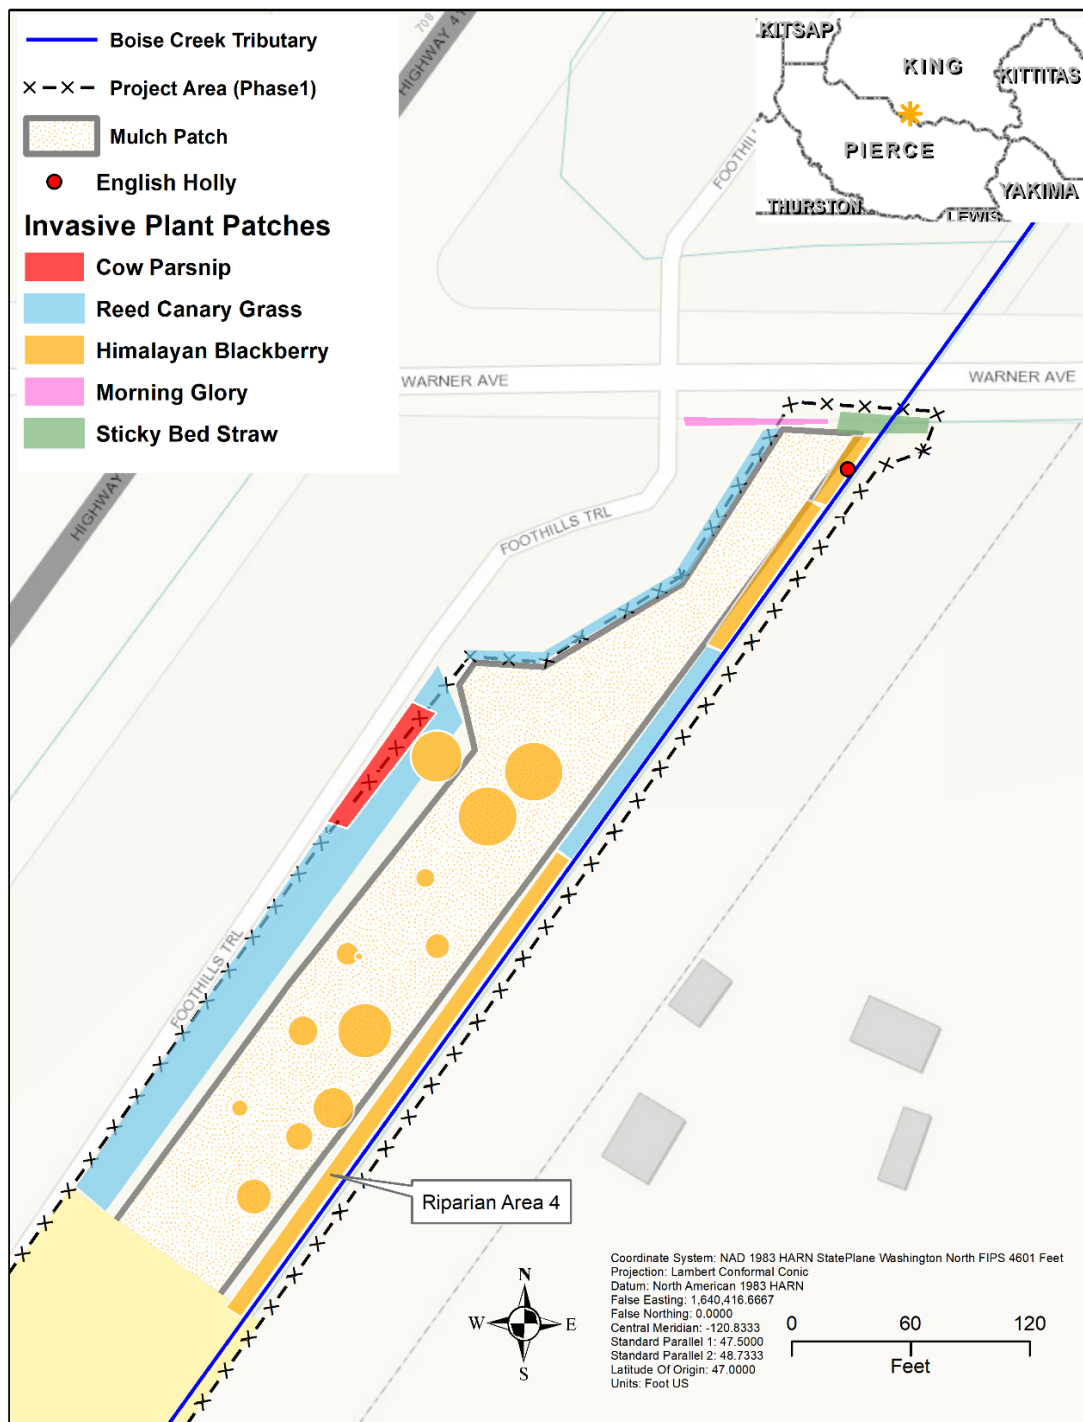 Boise Creek Tributary
Project Area (Phase1)
Mulch Patch
English Holly
Invasive Plant Patches
Cow Parsnip
Reed Canary Grass
Himalayan Blackberry
Morning Glory
Sticky Bed Straw
708
HIGHWAY 41
FOOTHIL
KITSAP
KING
KITTITAS
PIERCE
YAKIMA
THURSTON
LEWIS
WARNER AVE
WARNER AVE
HIGHWAY
FOOTHILLS TRL
FOOTHILLS TRL
Riparian Area 4
N
W
E
S
Coordinate System: NAD 1983 HARN StatePlane Washington North FIPS 4601 Feet
Projection: Lambert Conformal Conic
Datum: North American 1983 HARN
False Easting: 1,640,416.6667
False Northing: 0.0000
Central Meridian: -120.8333
Standard Parallel 1: 47.5000
Standard Parallel 2: 48.7333
Latitude Of Origin: 47.0000
Units: Foot US
0 60 120
Feet